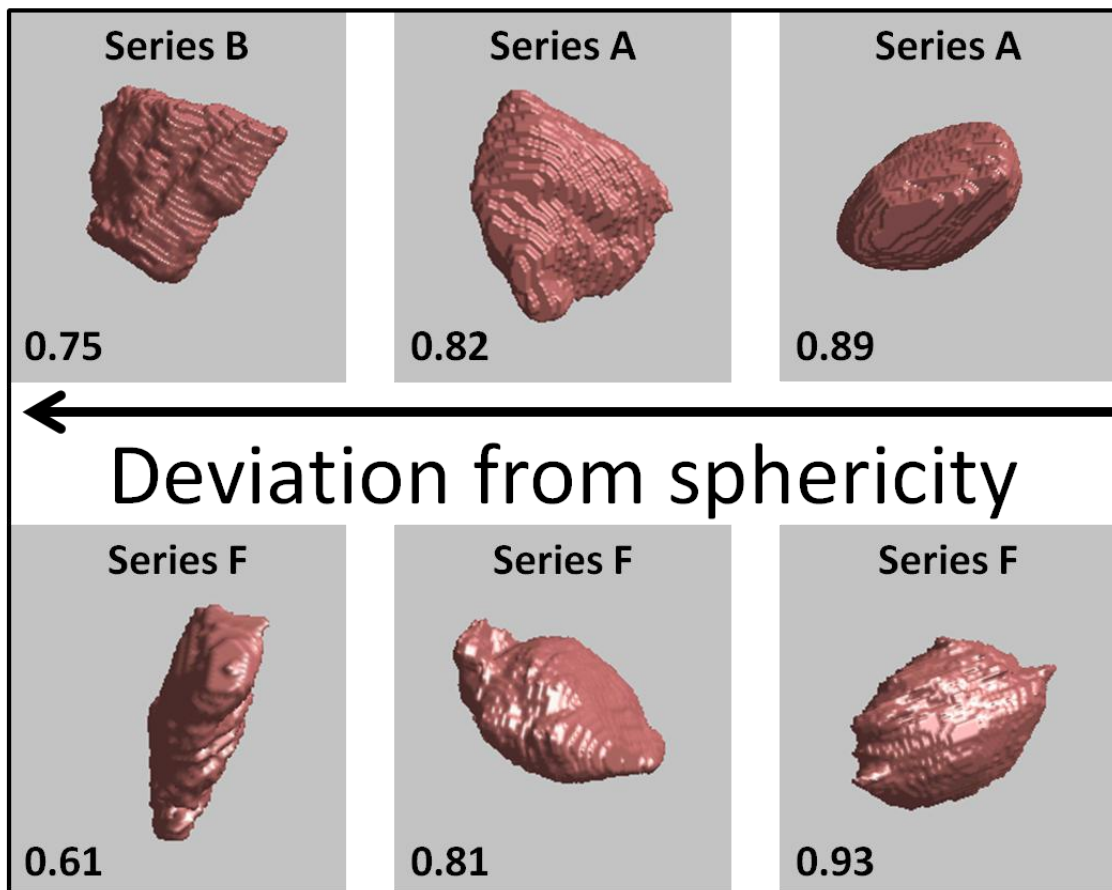 Series B
Series A
Series A
0.75
0.82
0.89
Deviation from sphericity
Series F
Series F
Series F
0.61
0.81
0.93